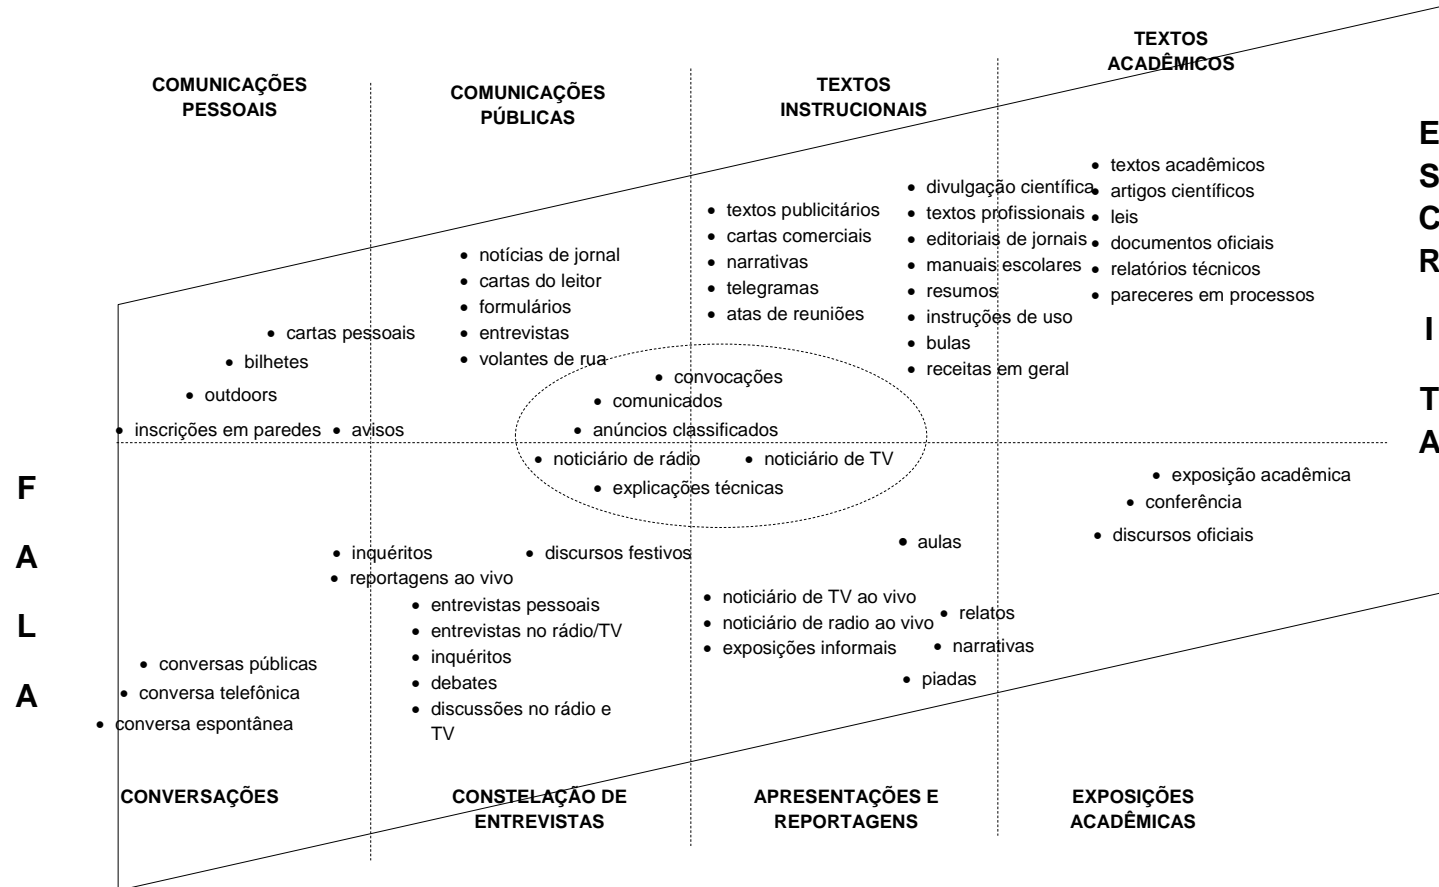 TEXTOS
ACADÊMICOS
COMUNICAÇÕES
PESSOAIS
COMUNICAÇÕES
PÚBLICAS
TEXTOS
INSTRUCIONAIS
E
S
C
R
I
T
A
• textos acadêmicos
• artigos científicos
• leis
• documentos oficiais
• relatórios técnicos
• pareceres em processos
• divulgação científica
• textos profissionais
• editoriais de jornais
• manuais escolares
• resumos
• instruções de uso
• bulas
• receitas em geral
• textos publicitários
• cartas comerciais
• narrativas
• telegramas
• atas de reuniões
• notícias de jornal
• cartas do leitor
• formulários
• entrevistas
• volantes de rua
• cartas pessoais
• bilhetes
• outdoors
• inscrições em paredes • avisos
• convocações
• comunicados
• anúncios classificados
• noticiário de rádio • noticiário de TV
• explicações técnicas
F
A
L
A
• exposição acadêmica
• conferência
• discursos oficiais
• aulas
• inquéritos • discursos festivos
• reportagens ao vivo
• entrevistas pessoais
• entrevistas no rádio/TV
• inquéritos
• debates
• discussões no rádio e
TV
• noticiário de TV ao vivo
• noticiário de radio ao vivo
• exposições informais
• relatos
• narrativas
• piadas
• conversas públicas
• conversa telefônica
• conversa espontânea
CONVERSAÇÕES
CONSTELAÇÃO DE
ENTREVISTAS
APRESENTAÇÕES E
REPORTAGENS
EXPOSIÇÕES
ACADÊMICAS